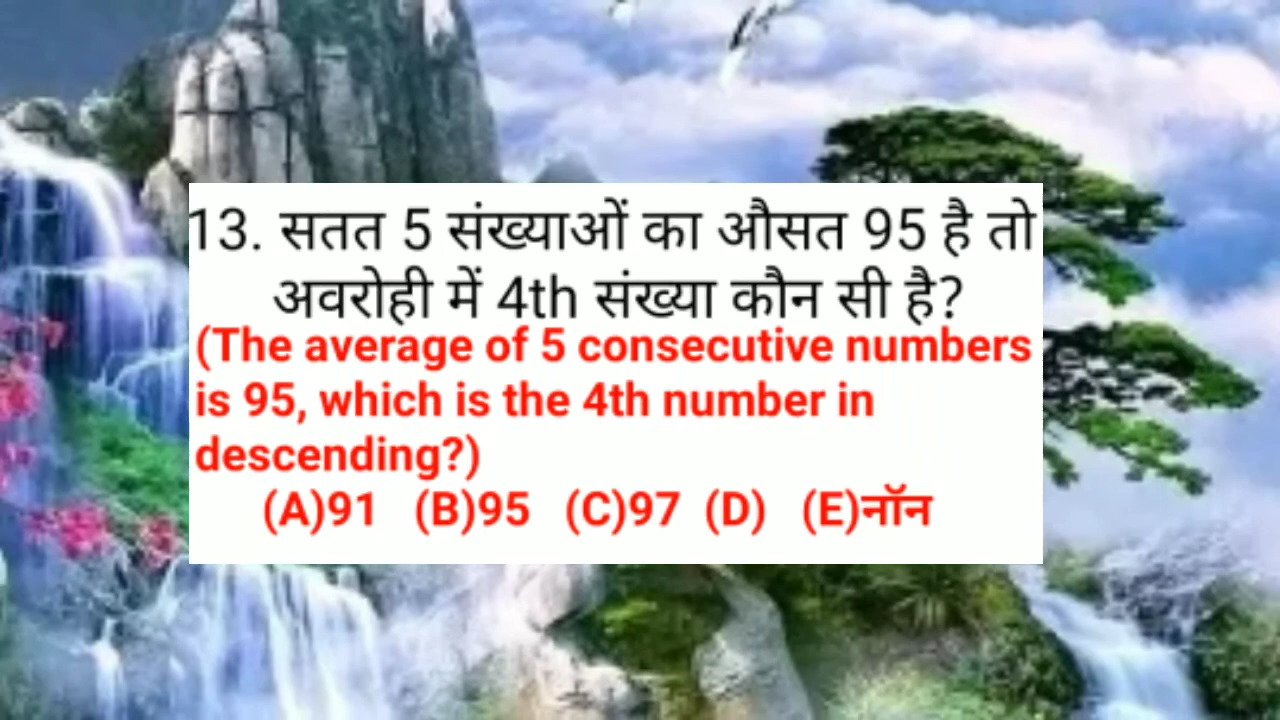 13. सतत 5 संख्याओं का औसत 95 है तो
अवरोही में 4th संख्या कौन सी है?
(The average of 5 consecutive numbers
is 95, which is the 4th number in
descending?)
(A)91 (B)95 (C)97 (D) (E)नॉन